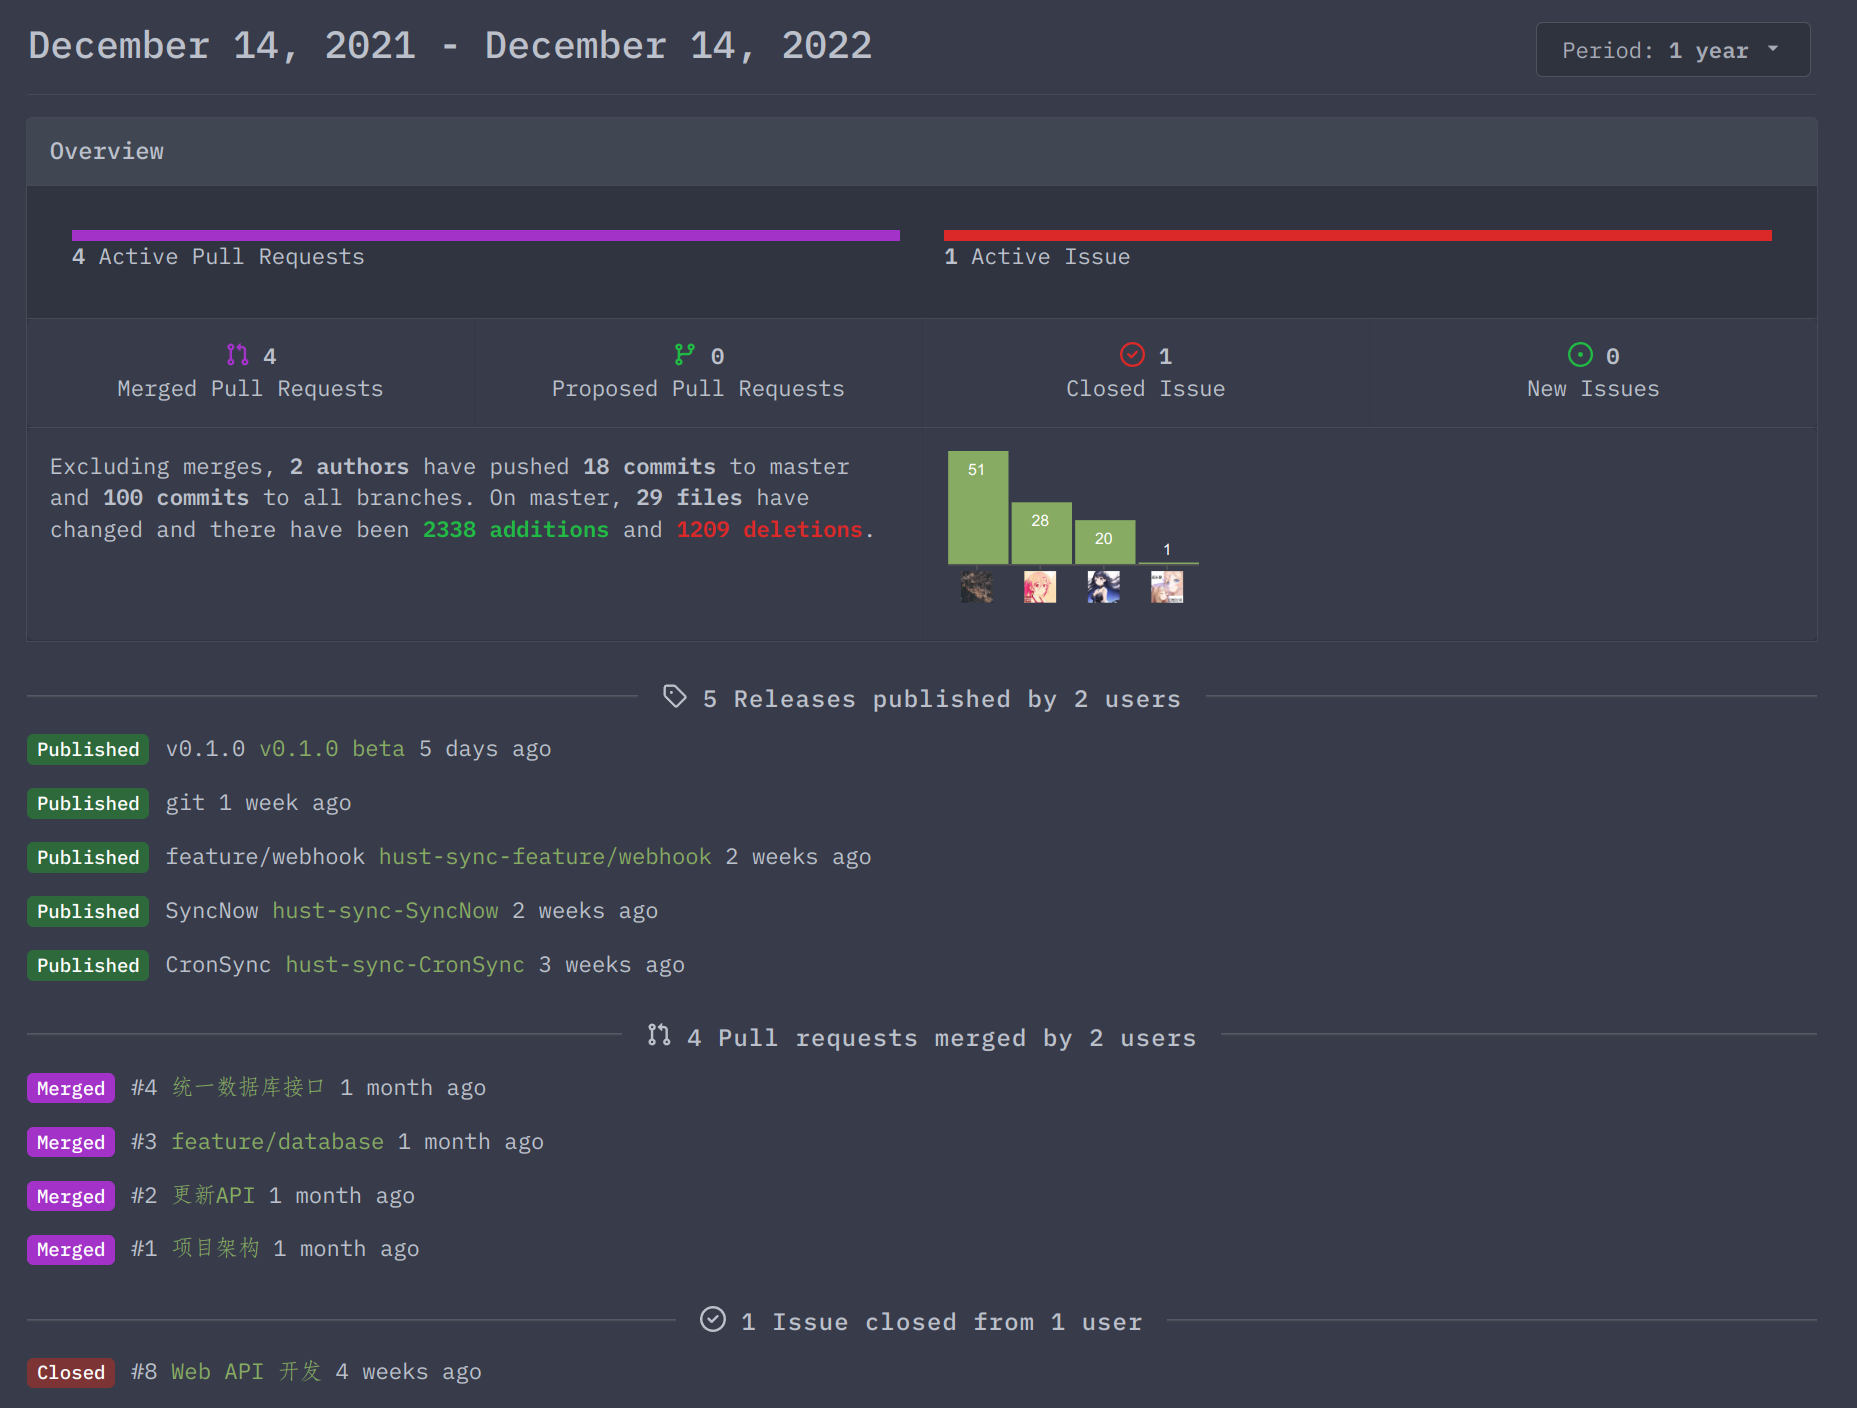 December 14, 2021 - December 14, 2022
Period: 1 year
Overview
4 Active Pull Requests
1 Active Issue
4
Merged Pull Requests
0
Proposed Pull Requests
1
Closed Issue
0
New Issues
Excluding merges, 2 authors have pushed 18 commits to master
and 100 commits to all branches. On master, 29 files have
changed and there have been 2338 additions and 1209 deletions.
51
28
20
1
5 Releases published by 2 users
Published v0.1.0 v0.1.0 beta 5 days ago
Published git 1 week ago
Published feature/webhook hust-sync-feature/webhook 2 weeks ago
Published SyncNow hust-sync-SyncNow 2 weeks ago
Published CronSync hust-sync-CronSync 3 weeks ago
4 Pull requests merged by 2 users
Merged #4 统一数据库接口 1 month ago
Merged #3 feature/database 1 month ago
Merged #2 更新API 1 month ago
Merged #1 项目架构 1 month ago
1 Issue closed from 1 user
Closed #8 Web API 开发 4 weeks ago